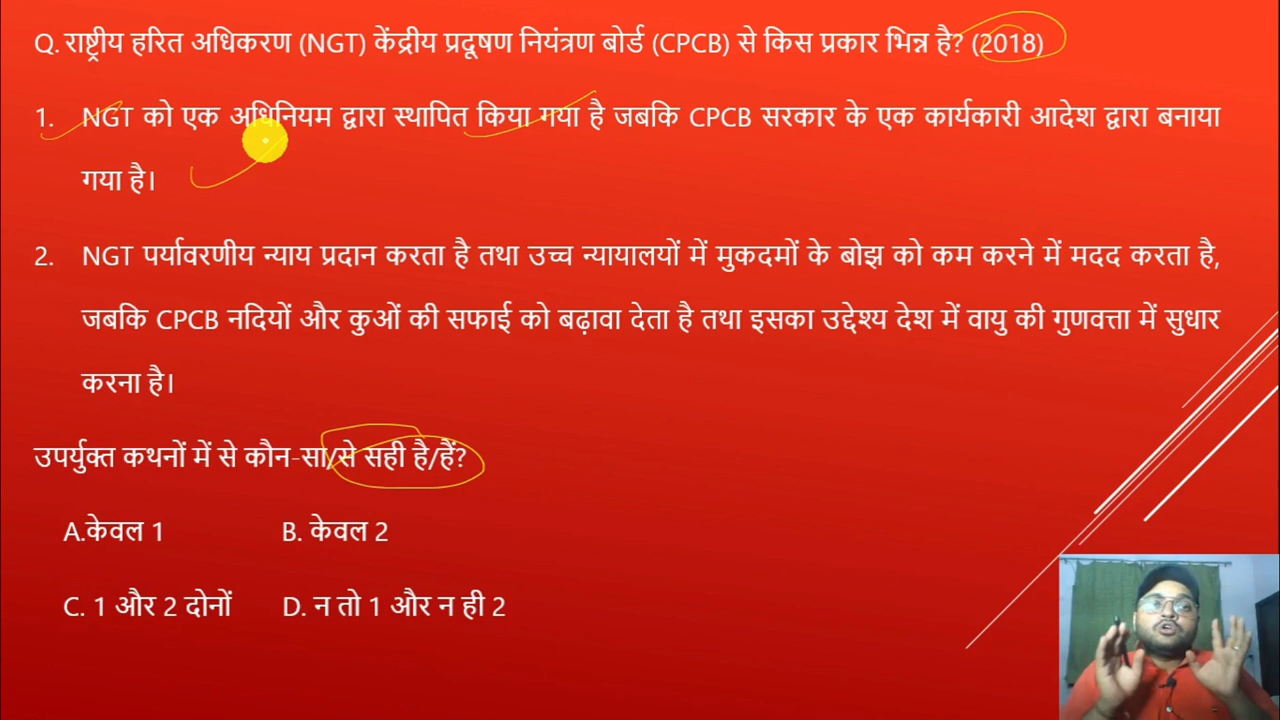 Q. राष्ट्रीय हरित अधिकरण (NGT) केंद्रीय प्रदूषण नियंत्रण बोर्ड (CPCB) से किस प्रकार भिन्न है? (2018)
1. NGT को एक अधिनियम द्वारा स्थापित किया गया है जबकि CPCB सरकार के एक कार्यकारी आदेश द्वारा बनाया
गया है।
2. NGT पर्यावरणीय न्याय प्रदान करता है तथा उच्च न्यायालयों में मुकदमों के बोझ को कम करने में मदद करता है,
जबकि CPCB नदियों और कुओं की सफाई को बढ़ावा देता है तथा इसका उद्देश्य देश में वायु की गुणवत्ता में सुधार
करना है।
उपर्युक्त कथनों में से कौन-सा/से सही है/हैं?
A.केवल 1 B. केवल 2
C. 1 और 2 दोनों D. न तो 1 और न ही 2